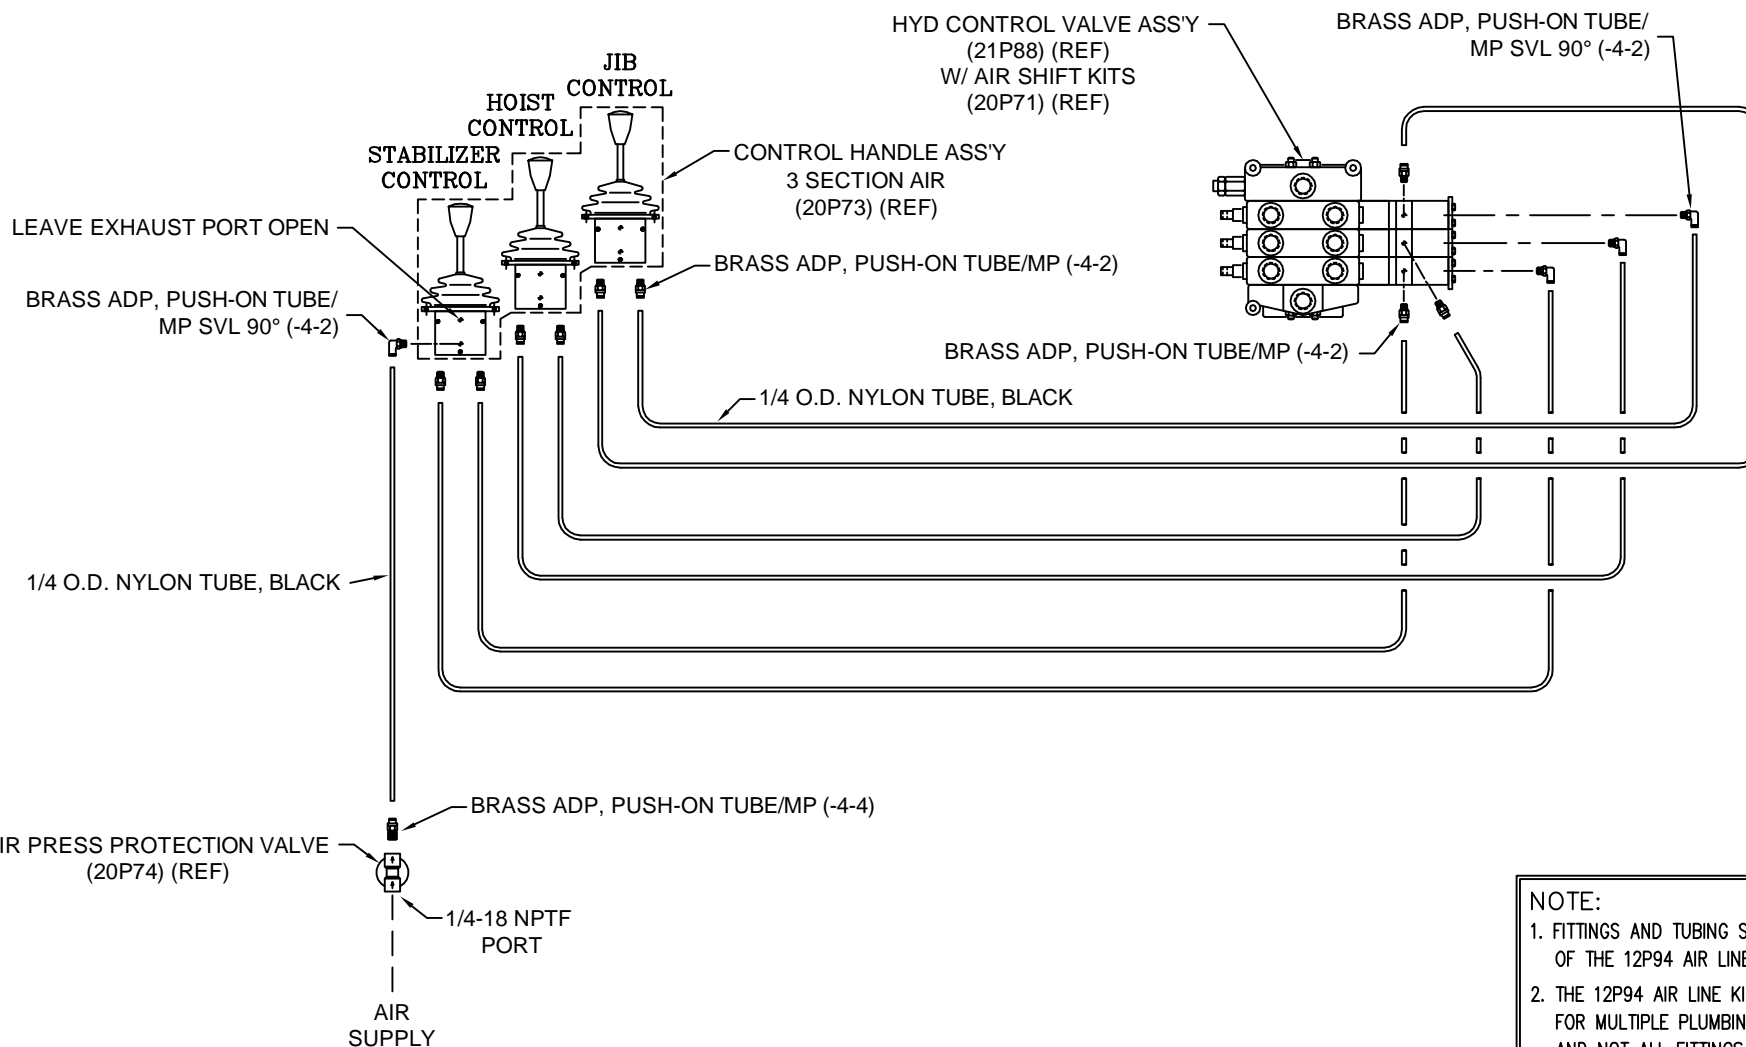 HYD CONTROL VALVE ASS'Y
(21P88) (REF)
W/ AIR SHIFT KITS
(20P71) (REF)
BRASS ADP, PUSH-ON TUBE/
MP SVL 90° (-4-2)
JIB
CONTROL
HOIST
CONTROL
STABILIZER
CONTROL
CONTROL HANDLE ASS'Y
3 SECTION AIR
(20P73) (REF)
LEAVE EXHAUST PORT OPEN
BRASS ADP, PUSH-ON TUBE/MP (-4-2)
BRASS ADP, PUSH-ON TUBE/
MP SVL 90° (-4-2)
BRASS ADP, PUSH-ON TUBE/MP (-4-2)
1/4 O.D. NYLON TUBE, BLACK
1/4 O.D. NYLON TUBE, BLACK
BRASS ADP, PUSH-ON TUBE/MP (-4-4)
IR PRESS PROTECTION VALVE
(20P74) (REF)
1/4-18 NPTF
PORT
AIR
SUPPLY
NOTE:
1. FITTINGS AND TUBING S
OF THE 12P94 AIR LINE
2. THE 12P94 AIR LINE KI
FOR MULTIPLE PLUMBIN
AND NOT ALL FITTINGS